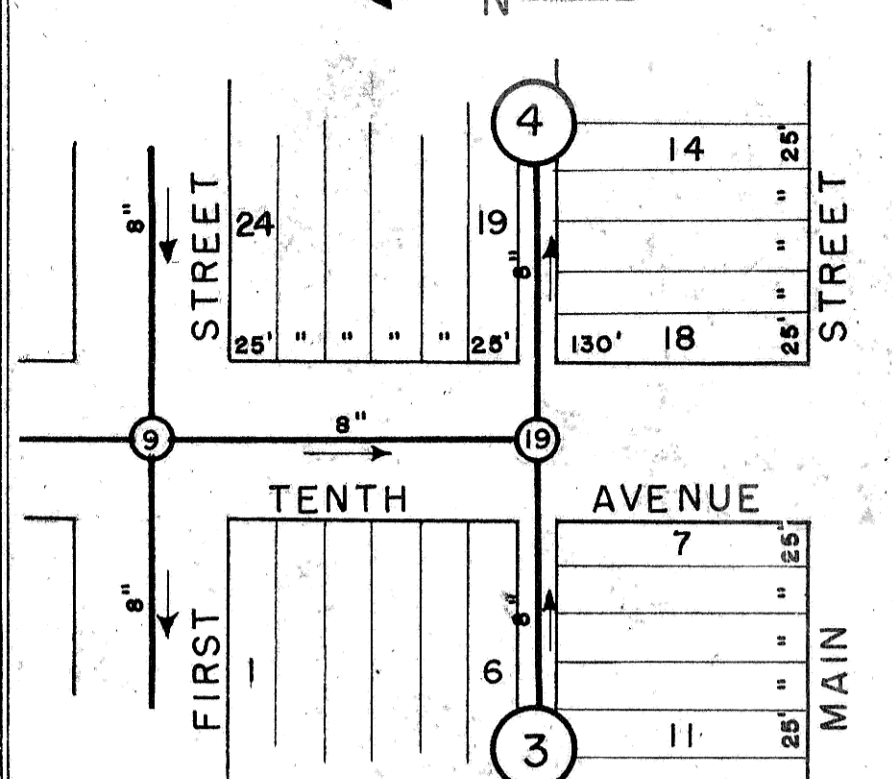 N
4
14 25'
8" STREET 24 19 8" " STREET
"
"
25' " " " " 25' 130' 18 25'
9 8" 19
TENTH AVENUE
7 25'
8" 8" "
"
FIRST 1 6 " MAIN
3 11 25'